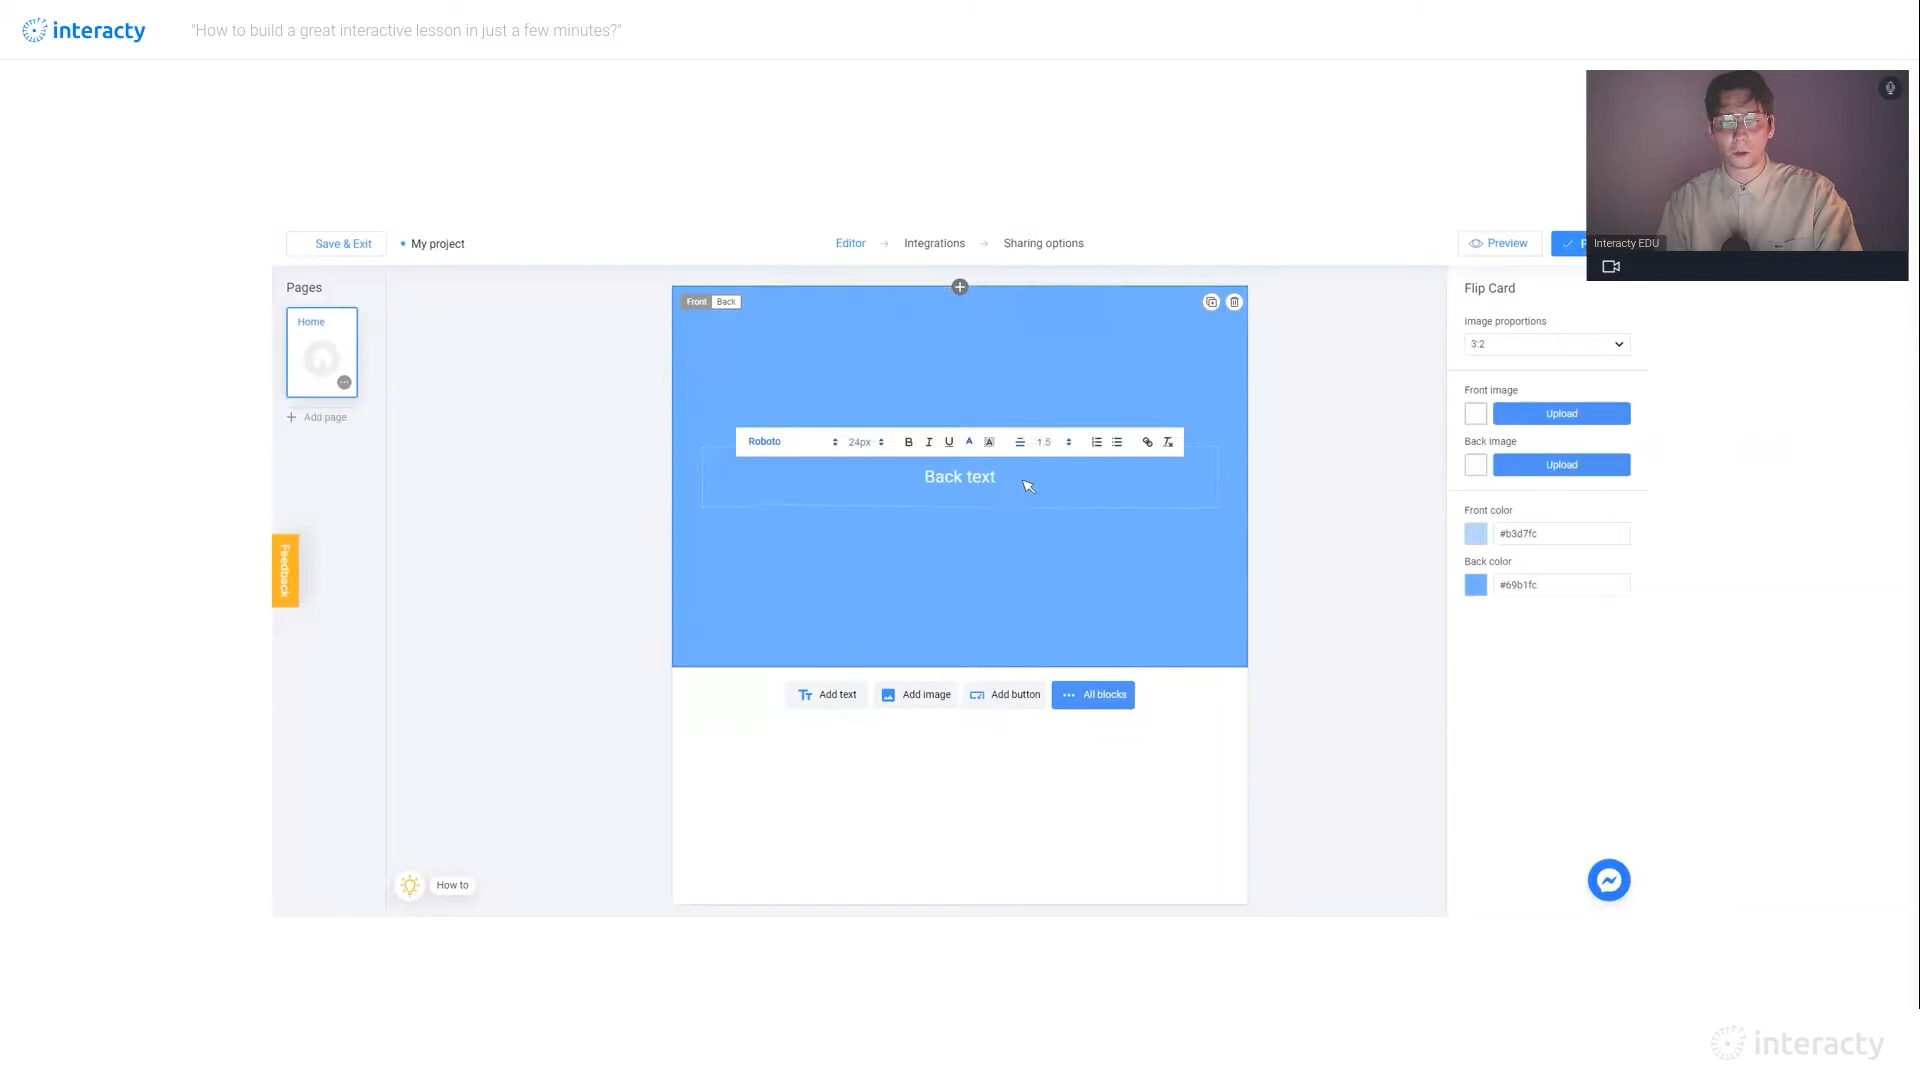 interacty
"How to build a great interactive lesson in just a few minutes?"
Interacty EDU
Save & Exit
My project
Editor
Integrations
Sharing options
Preview
P
Pages
Home
Add page
Feedback
How to
Front
Back
Roboto
24px
B
I
U
A
A
1.5
Back text
Add text
Add image
Add button
All blocks
Flip Card
Image proportions
3:2
Front image
Upload
Back image
Upload
Front color
#b3d7fc
Back color
#69b1fc
interacty